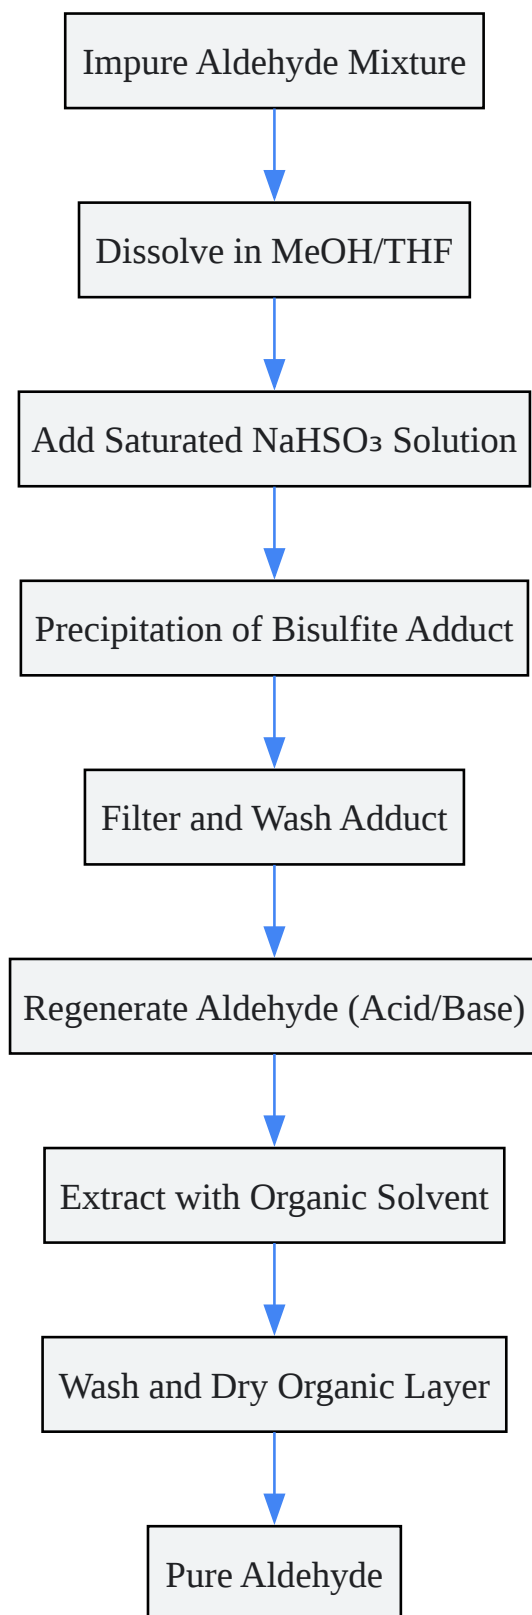 Impure Aldehyde Mixture
Dissolve in MeOH/THF
Add Saturated NaHSO₃ Solution
Precipitation of Bisulfite Adduct
Filter and Wash Adduct
Regenerate Aldehyde (Acid/Base)
Extract with Organic Solvent
Wash and Dry Organic Layer
Pure Aldehyde